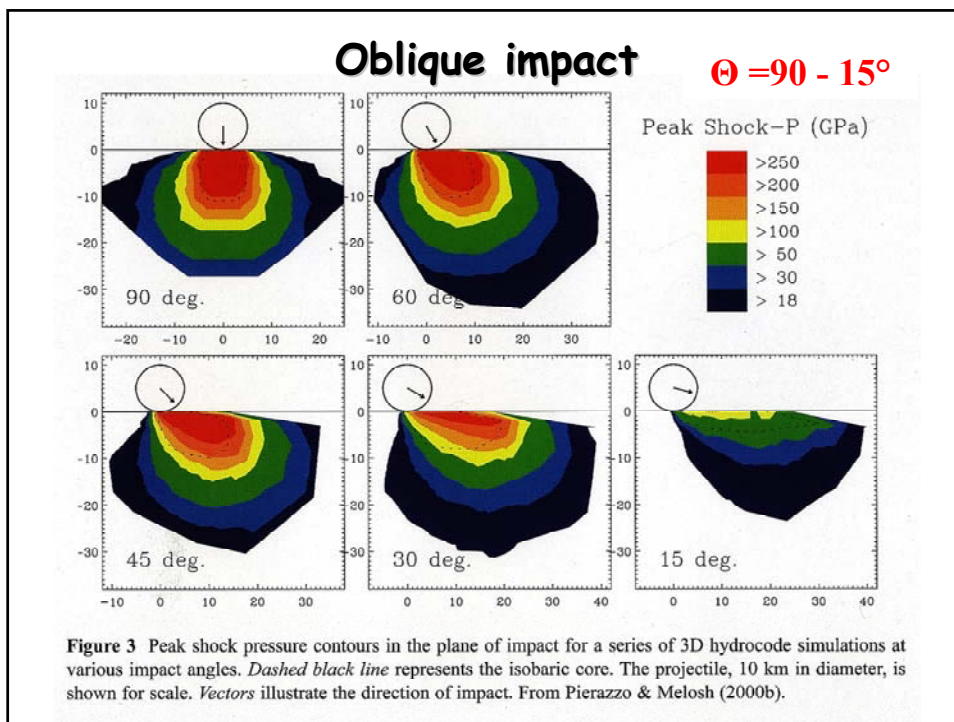 Oblique impact
Θ =90 - 15°
Peak Shock-P (GPa)
>250
>200
>150
>100
> 50
> 30
> 18
10
0
-10
-20
-30
90 deg.
-20 -10 0 10 20
10
0
-10
-20
-30
60 deg.
-10 0 10 20 30
10
0
-10
-20
-30
45 deg.
-10 0 10 20 30
10
0
-10
-20
-30
30 deg.
0 10 20 30 40
10
0
-10
-20
-30
15 deg.
0 10 20 30 40
Figure 3 Peak shock pressure contours in the plane of impact for a series of 3D hydrocode simulations at
various impact angles. Dashed black line represents the isobaric core. The projectile, 10 km in diameter, is
shown for scale. Vectors illustrate the direction of impact. From Pierazzo & Melosh (2000b).